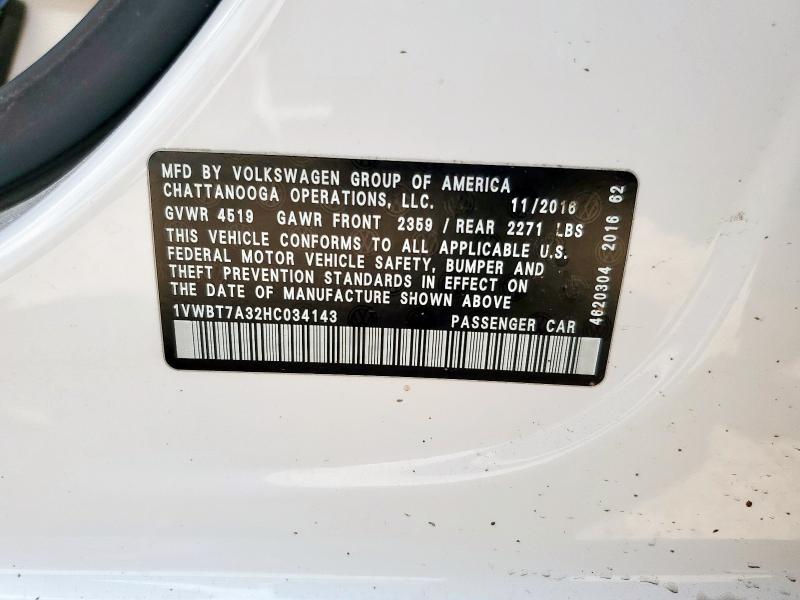 MFD BY VOLKSWAGEN GROUP OF AMERICA
CHATTANOOGA OPERATIONS, LLC. 11/2016
GVWR 4519 GAWR FRONT 2359 / REAR 2271 LBS
THIS VEHICLE CONFORMS TO ALL APPLICABLE U.S.
FEDERAL MOTOR VEHICLE SAFETY, BUMPER AND
THEFT PREVENTION STANDARDS IN EFFECT ON
THE DATE OF MANUFACTURE SHOWN ABOVE
1VWBT7A32HC034143 PASSENGER CAR
4620304 2016 62